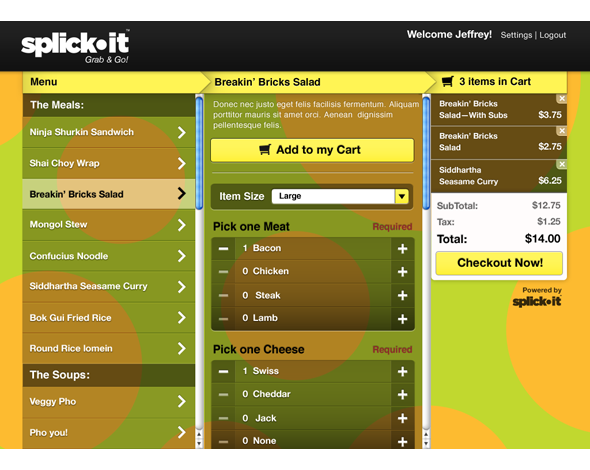 splick•it™
Grab & Go!
Welcome Jeffrey! Settings | Logout
Menu
The Meals:
Ninja Shurkin Sandwich
Shai Choy Wrap
Breakin' Bricks Salad
Mongol Stew
Confucius Noodle
Siddhartha Seasame Curry
Bok Gui Fried Rice
Round Rice lomein
The Soups:
Veggy Pho
Pho you!
Breakin' Bricks Salad
Donec nec justo eget felis facilisis fermentum. Aliquam
porttitor mauris sit amet orci. Aenean dignissim
pellentesque felis.
Add to my Cart
Item Size Large
Pick one Meat Required
1 Bacon
0 Chicken
0 Steak
0 Lamb
Pick one Cheese Required
1 Swiss
0 Cheddar
0 Jack
0 None
3 items in Cart
Breakin' Bricks
Salad—With Subs $3.75
Breakin' Bricks
Salad $2.75
Siddhartha
Seasame Curry $6.25
SubTotal: $12.75
Tax: $1.25
Total: $14.00
Checkout Now!
Powered by
splick•it